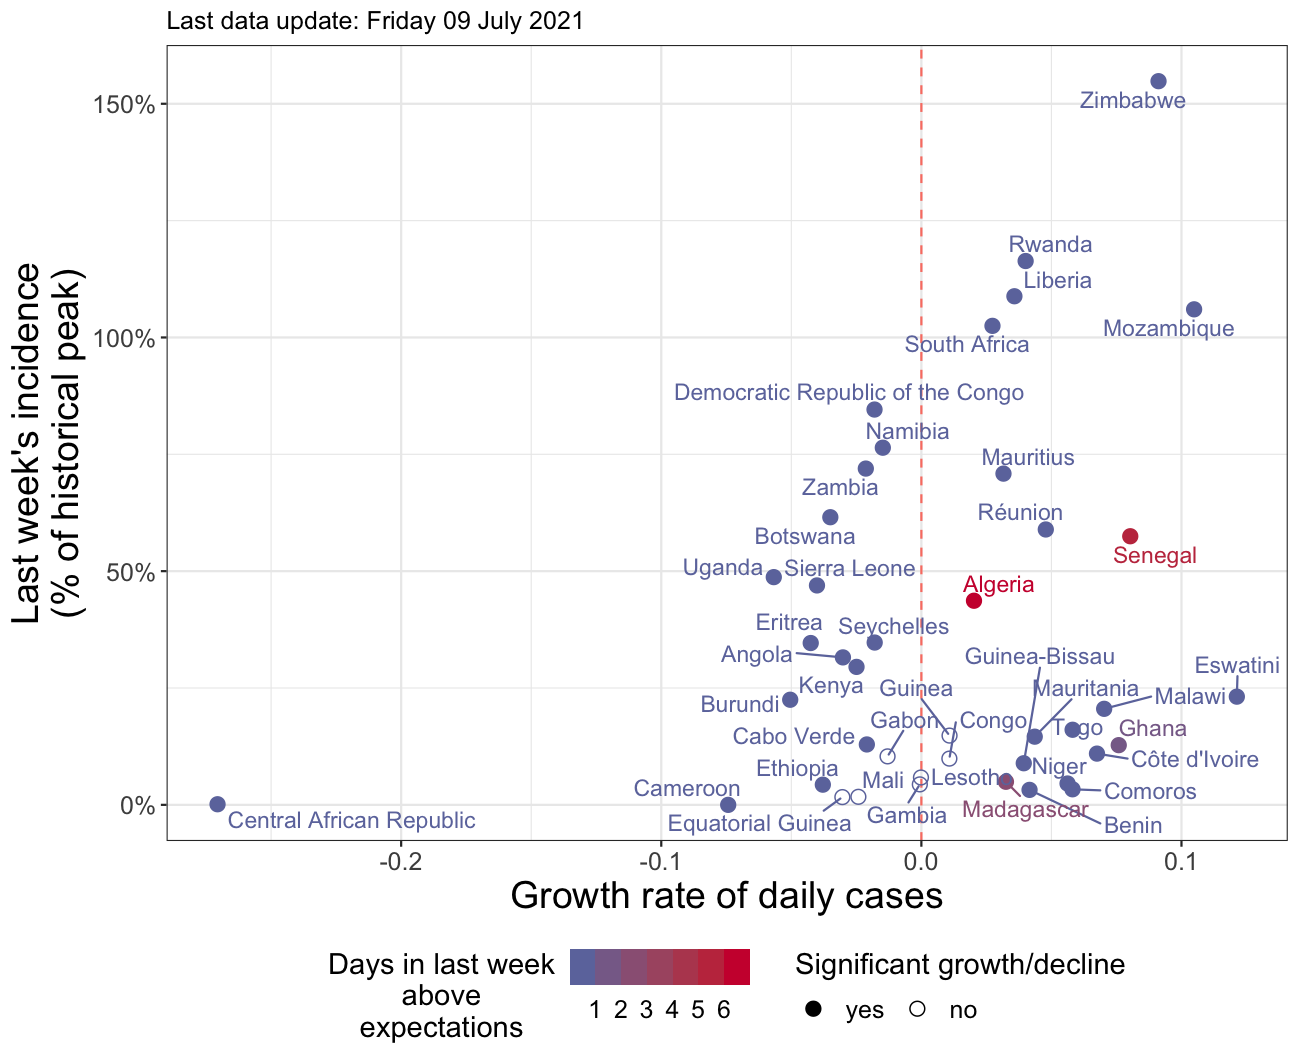 Last data update: Friday 09 July 2021
Last week's incidence
(% of historical peak)
150%
100%
50%
0%
Zimbabwe
Rwanda
Liberia
Mozambique
South Africa
Democratic Republic of the Congo
Namibia
Mauritius
Zambia
Réunion
Botswana
Senegal
Uganda
Sierra Leone
Algeria
Eritrea
Seychelles
Angola
Guinea-Bissau
Eswatini
Kenya
Guinea
Mauritania
Malawi
Burundi
Gabon
Congo
Togo
Ghana
Cabo Verde
Côte d'Ivoire
Ethiopia
Mali
Lesotho
Niger
Cameroon
Comoros
Central African Republic
Equatorial Guinea
Gambia
Madagascar
Benin
-0.2
-0.1
0.0
0.1
Growth rate of daily cases
Days in last week
above
expectations
1 2 3 4 5 6
Significant growth/decline
yes
no